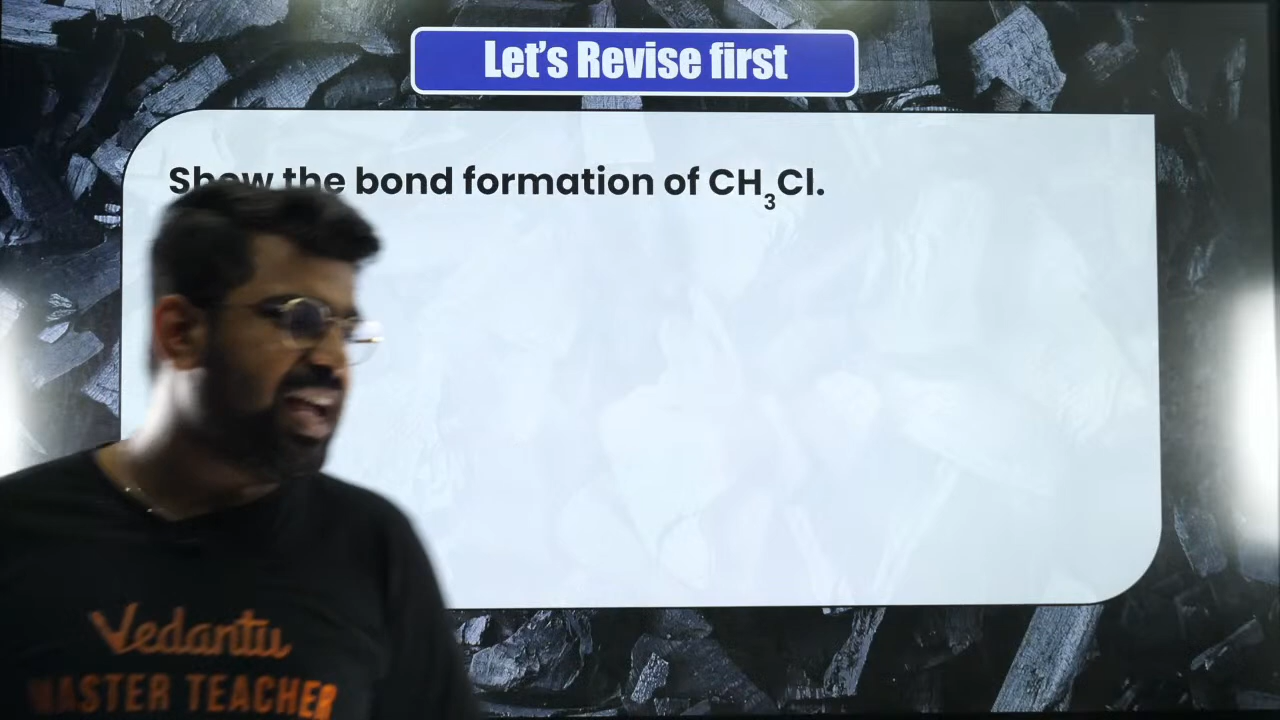 Let's Revise first
Show the bond formation of CH₃Cl.
Vedantu
MASTER TEACHER